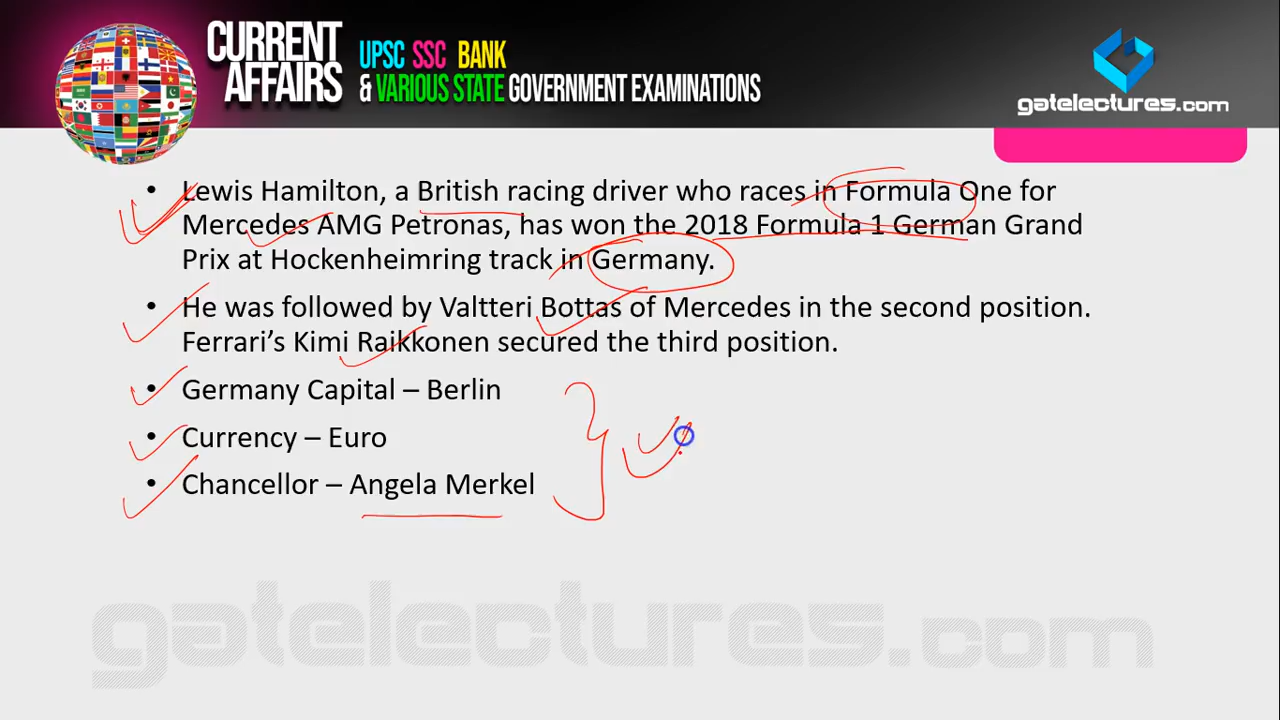 CURRENT
AFFAIRS
UPSC SSC BANK
& VARIOUS STATE GOVERNMENT EXAMINATIONS
gatelectures.com
• Lewis Hamilton, a British racing driver who races in Formula One for
Mercedes AMG Petronas, has won the 2018 Formula 1 German Grand
Prix at Hockenheimring track in Germany.
• He was followed by Valtteri Bottas of Mercedes in the second position.
Ferrari’s Kimi Raikkonen secured the third position.
• Germany Capital – Berlin
• Currency – Euro
• Chancellor – Angela Merkel
gatelectures.com